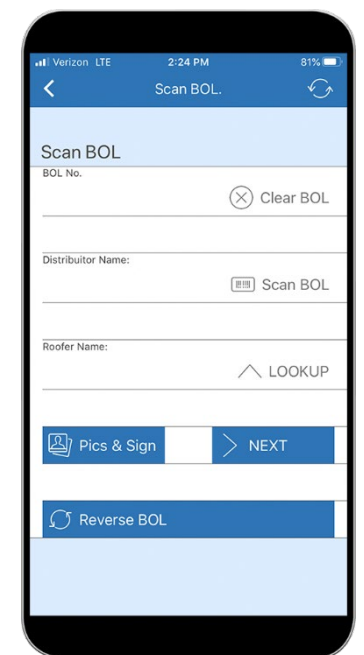 Verizon LTE 2:24 PM 81%
Scan BOL.
Scan BOL
BOL No.
Clear BOL
Distribuitor Name:
Scan BOL
Roofer Name:
LOOKUP
Pics & Sign NEXT
Reverse BOL